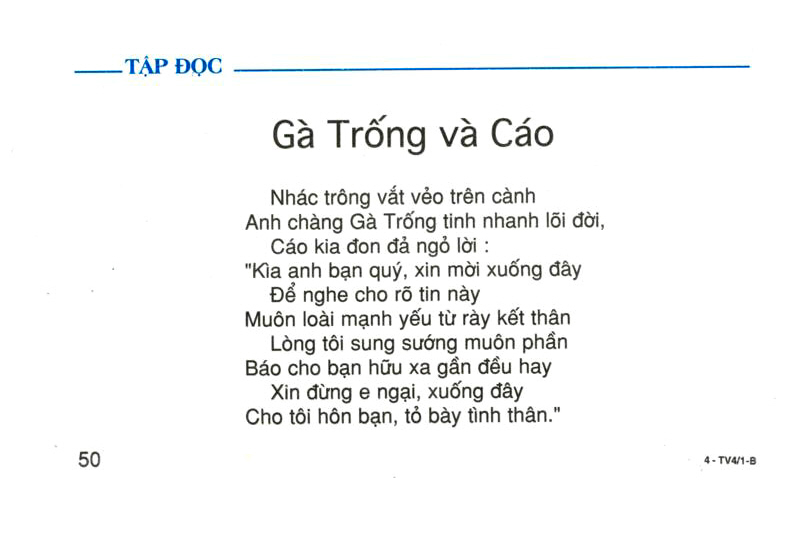 TẬP ĐỌC
Gà Trống và Cáo
Nhác trông vắt vẻo trên cành
Anh chàng Gà Trống tinh nhanh lõi đời,
Cáo kia đon đả ngỏ lời :
"Kìa anh bạn quý, xin mời xuống đây
Để nghe cho rõ tin này
Muôn loài mạnh yếu từ rày kết thân
Lòng tôi sung sướng muôn phần
Báo cho bạn hữu xa gần đều hay
Xin đừng e ngại, xuống đây
Cho tôi hôn bạn, tỏ bày tình thân."
50
4 - TV4/1-B